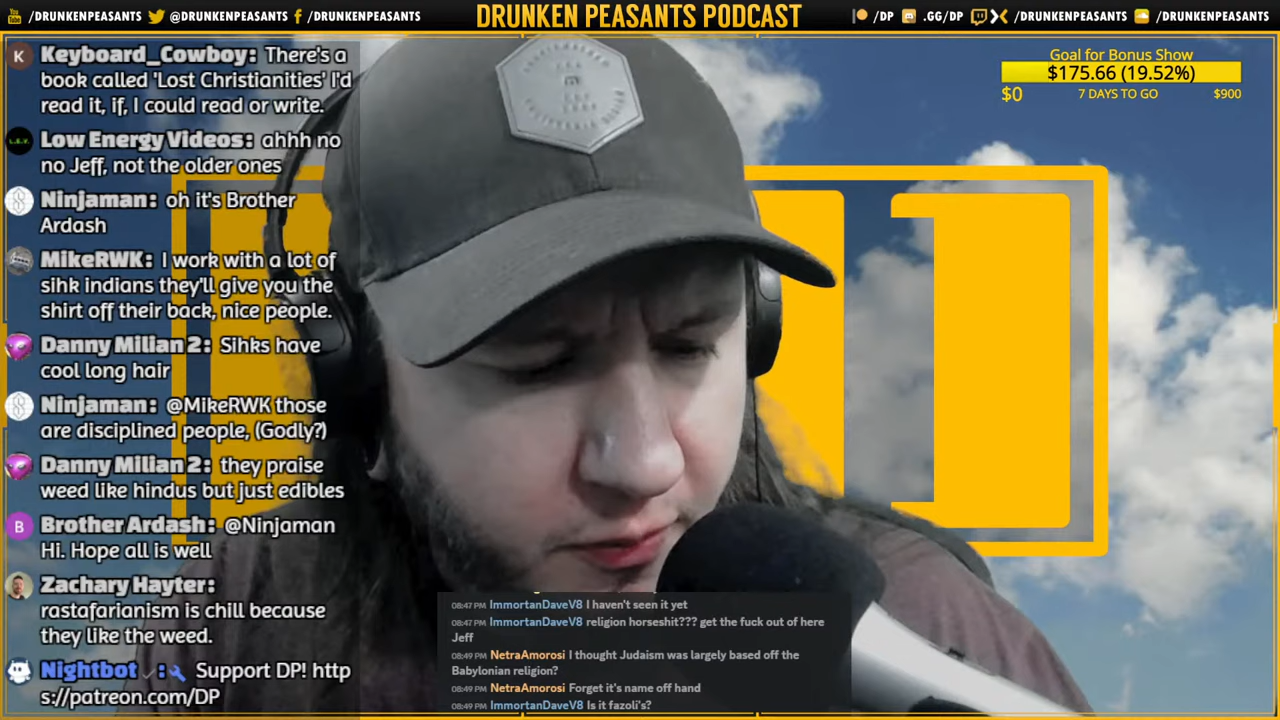 /DRUNKENPEASANTS @DRUNKENPEASANTS /DRUNKENPEASANTS
DRUNKEN PEASANTS PODCAST
/DP .GG/DP /DRUNKENPEASANTS /DRUNKENPEASANTS
Goal for Bonus Show
$175.66 (19.52%)
$0 7 DAYS TO GO $900
Keyboard_Cowboy: There's a
book called 'Lost Christianities' I'd
read it, if, I could read or write.
Low Energy Videos: ahhh no
no Jeff, not the older ones
Ninjaman: oh it's Brother
Ardash
MikeRWK: I work with a lot of
sihk indians they'll give you the
shirt off their back, nice people.
Danny Milian 2: Sihks have
cool long hair
Ninjaman: @MikeRWK those
are disciplined people, (Godly?)
Danny Milian 2: they praise
weed like hindus but just edibles
Brother Ardash: @Ninjaman
Hi. Hope all is well
Zachary Hayter:
rastafarianism is chill because
they like the weed.
Nightbot : Support DP! http
s://patreon.com/DP
08:47 PM ImmortanDaveV8 I haven't seen it yet
08:47 PM ImmortanDaveV8 religion horseshit??? get the fuck out of here
Jeff
08:49 PM NetraAmorosi I thought Judaism was largely based off the
Babylonian religion?
08:49 PM NetraAmorosi Forget it's name off hand
08:49 PM ImmortanDaveV8 Is it fazoli's?